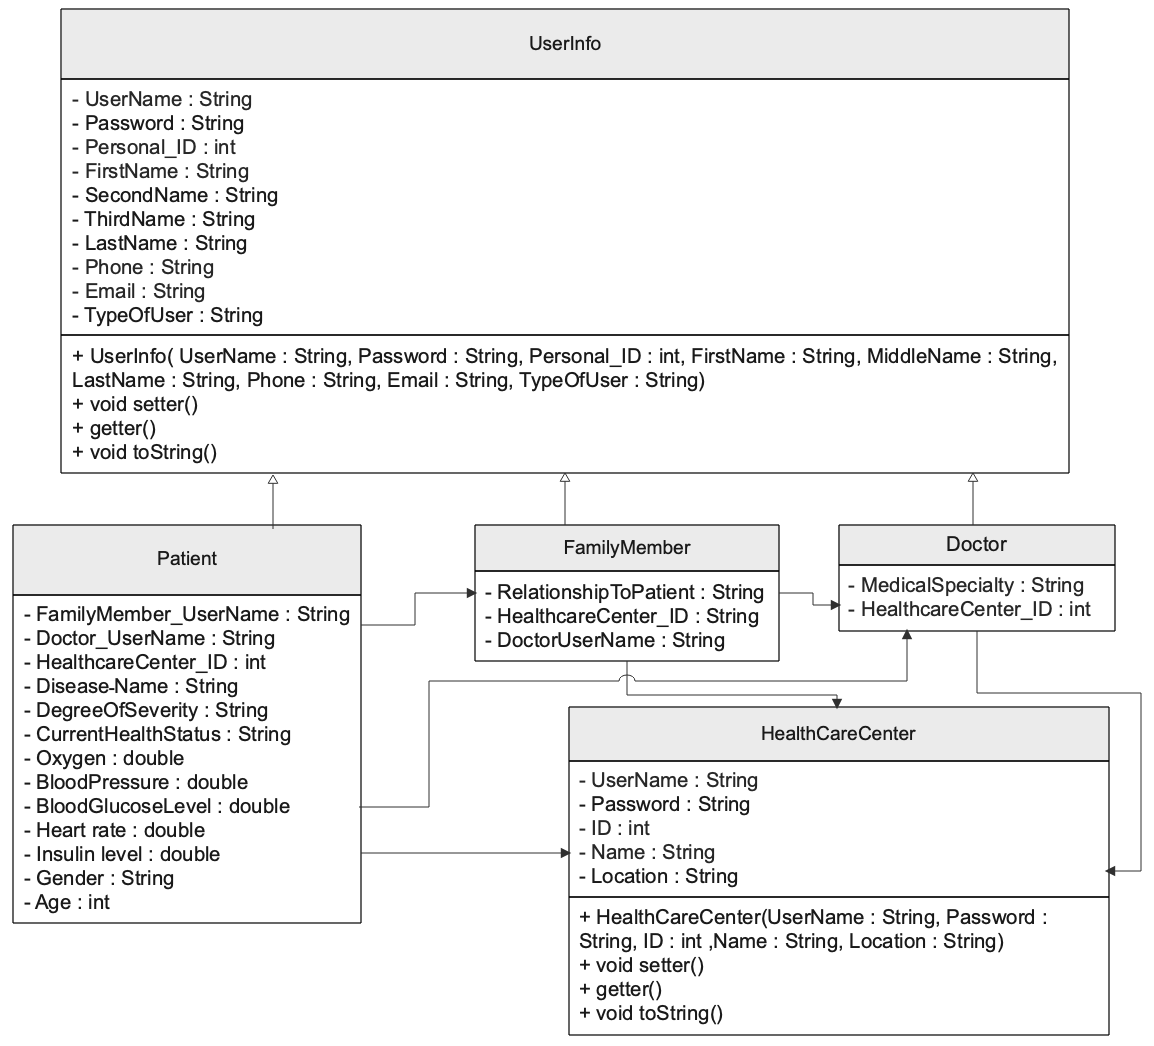 UserInfo
- UserName : String
- Password : String
- Personal_ID : int
- FirstName : String
- SecondName : String
- ThirdName : String
- LastName : String
- Phone : String
- Email : String
- TypeOfUser : String
+ UserInfo( UserName : String, Password : String, Personal_ID : int, FirstName : String, MiddleName : String,
LastName : String, Phone : String, Email : String, TypeOfUser : String)
+ void setter()
+ getter()
+ void toString()
Patient
- FamilyMember_UserName : String
- Doctor_UserName : String
- HealthcareCenter_ID : int
- Disease-Name : String
- DegreeOfSeverity : String
- CurrentHealthStatus : String
- Oxygen : double
- BloodPressure : double
- BloodGlucoseLevel : double
- Heart rate : double
- Insulin level : double
- Gender : String
- Age : int
FamilyMember
- RelationshipToPatient : String
- HealthcareCenter_ID : String
- DoctorUserName : String
Doctor
- MedicalSpecialty : String
- HealthcareCenter_ID : int
HealthCareCenter
- UserName : String
- Password : String
- ID : int
- Name : String
- Location : String
+ HealthCareCenter(UserName : String, Password :
String, ID : int ,Name : String, Location : String)
+ void setter()
+ getter()
+ void toString()